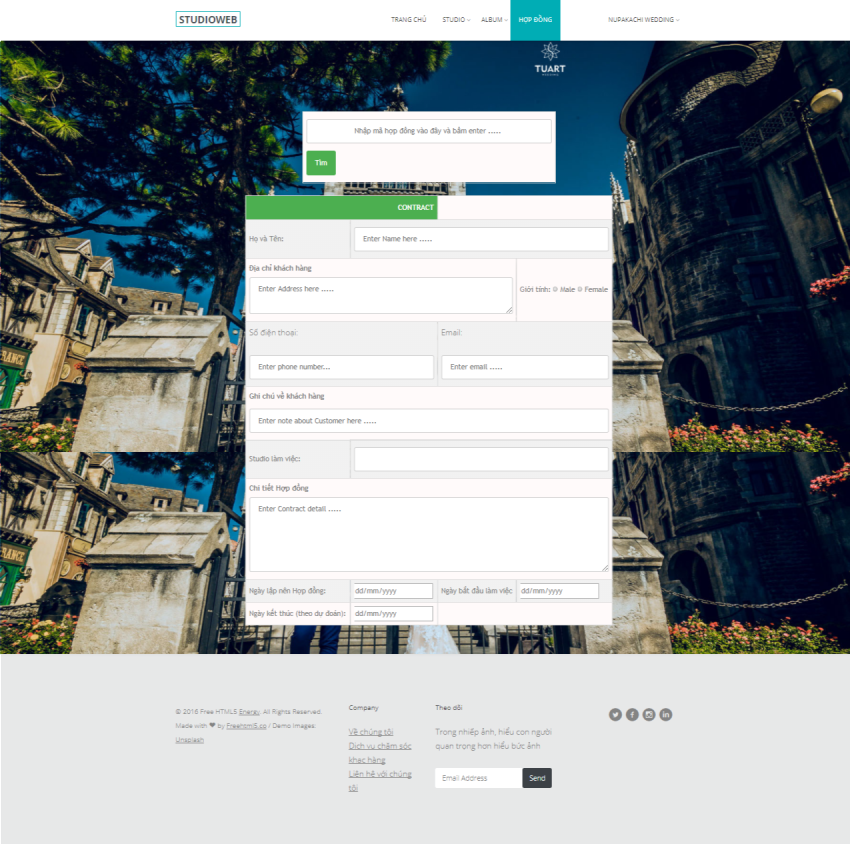 STUDIOWEB
TRANG CHỦ
STUDIO
ALBUM
HỢP ĐỒNG
NUPAKACHI WEDDING
TUART
Nhập mã hợp đồng vào đây và bấm enter .....
Tìm
CONTRACT
Họ và Tên:
Enter Name here .....
Địa chỉ khách hàng
Enter Address here .....
Giới tính: Male Female
Số điện thoại:
Email:
Enter phone number...
Enter email .....
Ghi chú về khách hàng
Enter note about Customer here .....
Studio làm việc:
Chi tiết Hợp đồng
Enter Contract detail .....
Ngày lập nên Hợp đồng:
dd/mm/yyyy
Ngày bắt đầu làm việc
dd/mm/yyyy
Ngày kết thúc (theo dự đoán):
dd/mm/yyyy
© 2016 Free HTML5 Energy. All Rights Reserved.
Made with ❤ by Freehtml5.co / Demo Images:
Unsplash
Company
Về chúng tôi
Dịch vụ chăm sóc
khác hàng
Liên hệ với chúng
tôi
Theo dõi
Trong nhiếp ảnh, hiểu con người
quan trọng hơn hiểu bức ảnh
Email Address
Send